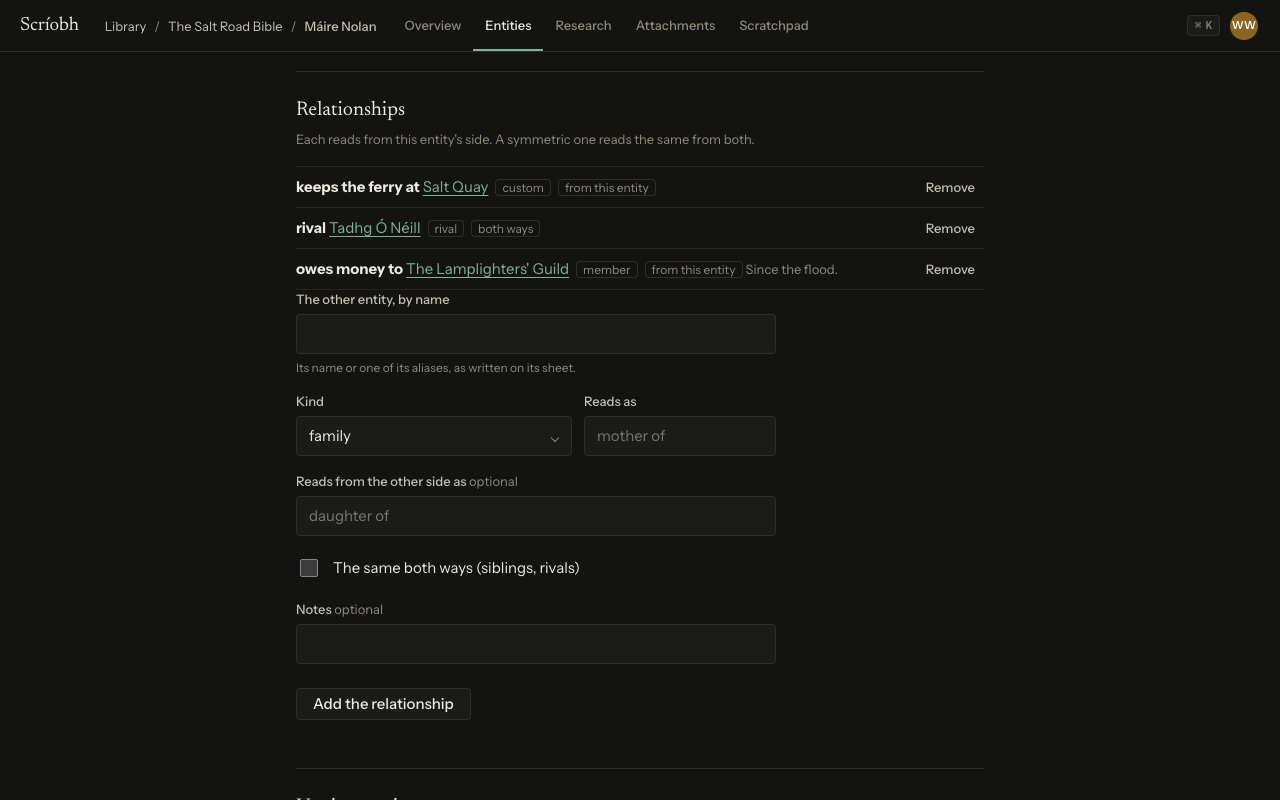 Scríobh Library / The Salt Road Bible / Máire Nolan Overview Entities Research Attachments Scratchpad ⌘ K WW
Relationships
Each reads from this entity's side. A symmetric one reads the same from both.
keeps the ferry at Salt Quay custom from this entity Remove
rival Tadhg Ó Néill rival both ways Remove
owes money to The Lamplighters' Guild member from this entity Since the flood. Remove
The other entity, by name
Its name or one of its aliases, as written on its sheet.
Kind Reads as
family mother of
Reads from the other side as optional
daughter of
The same both ways (siblings, rivals)
Notes optional
Add the relationship